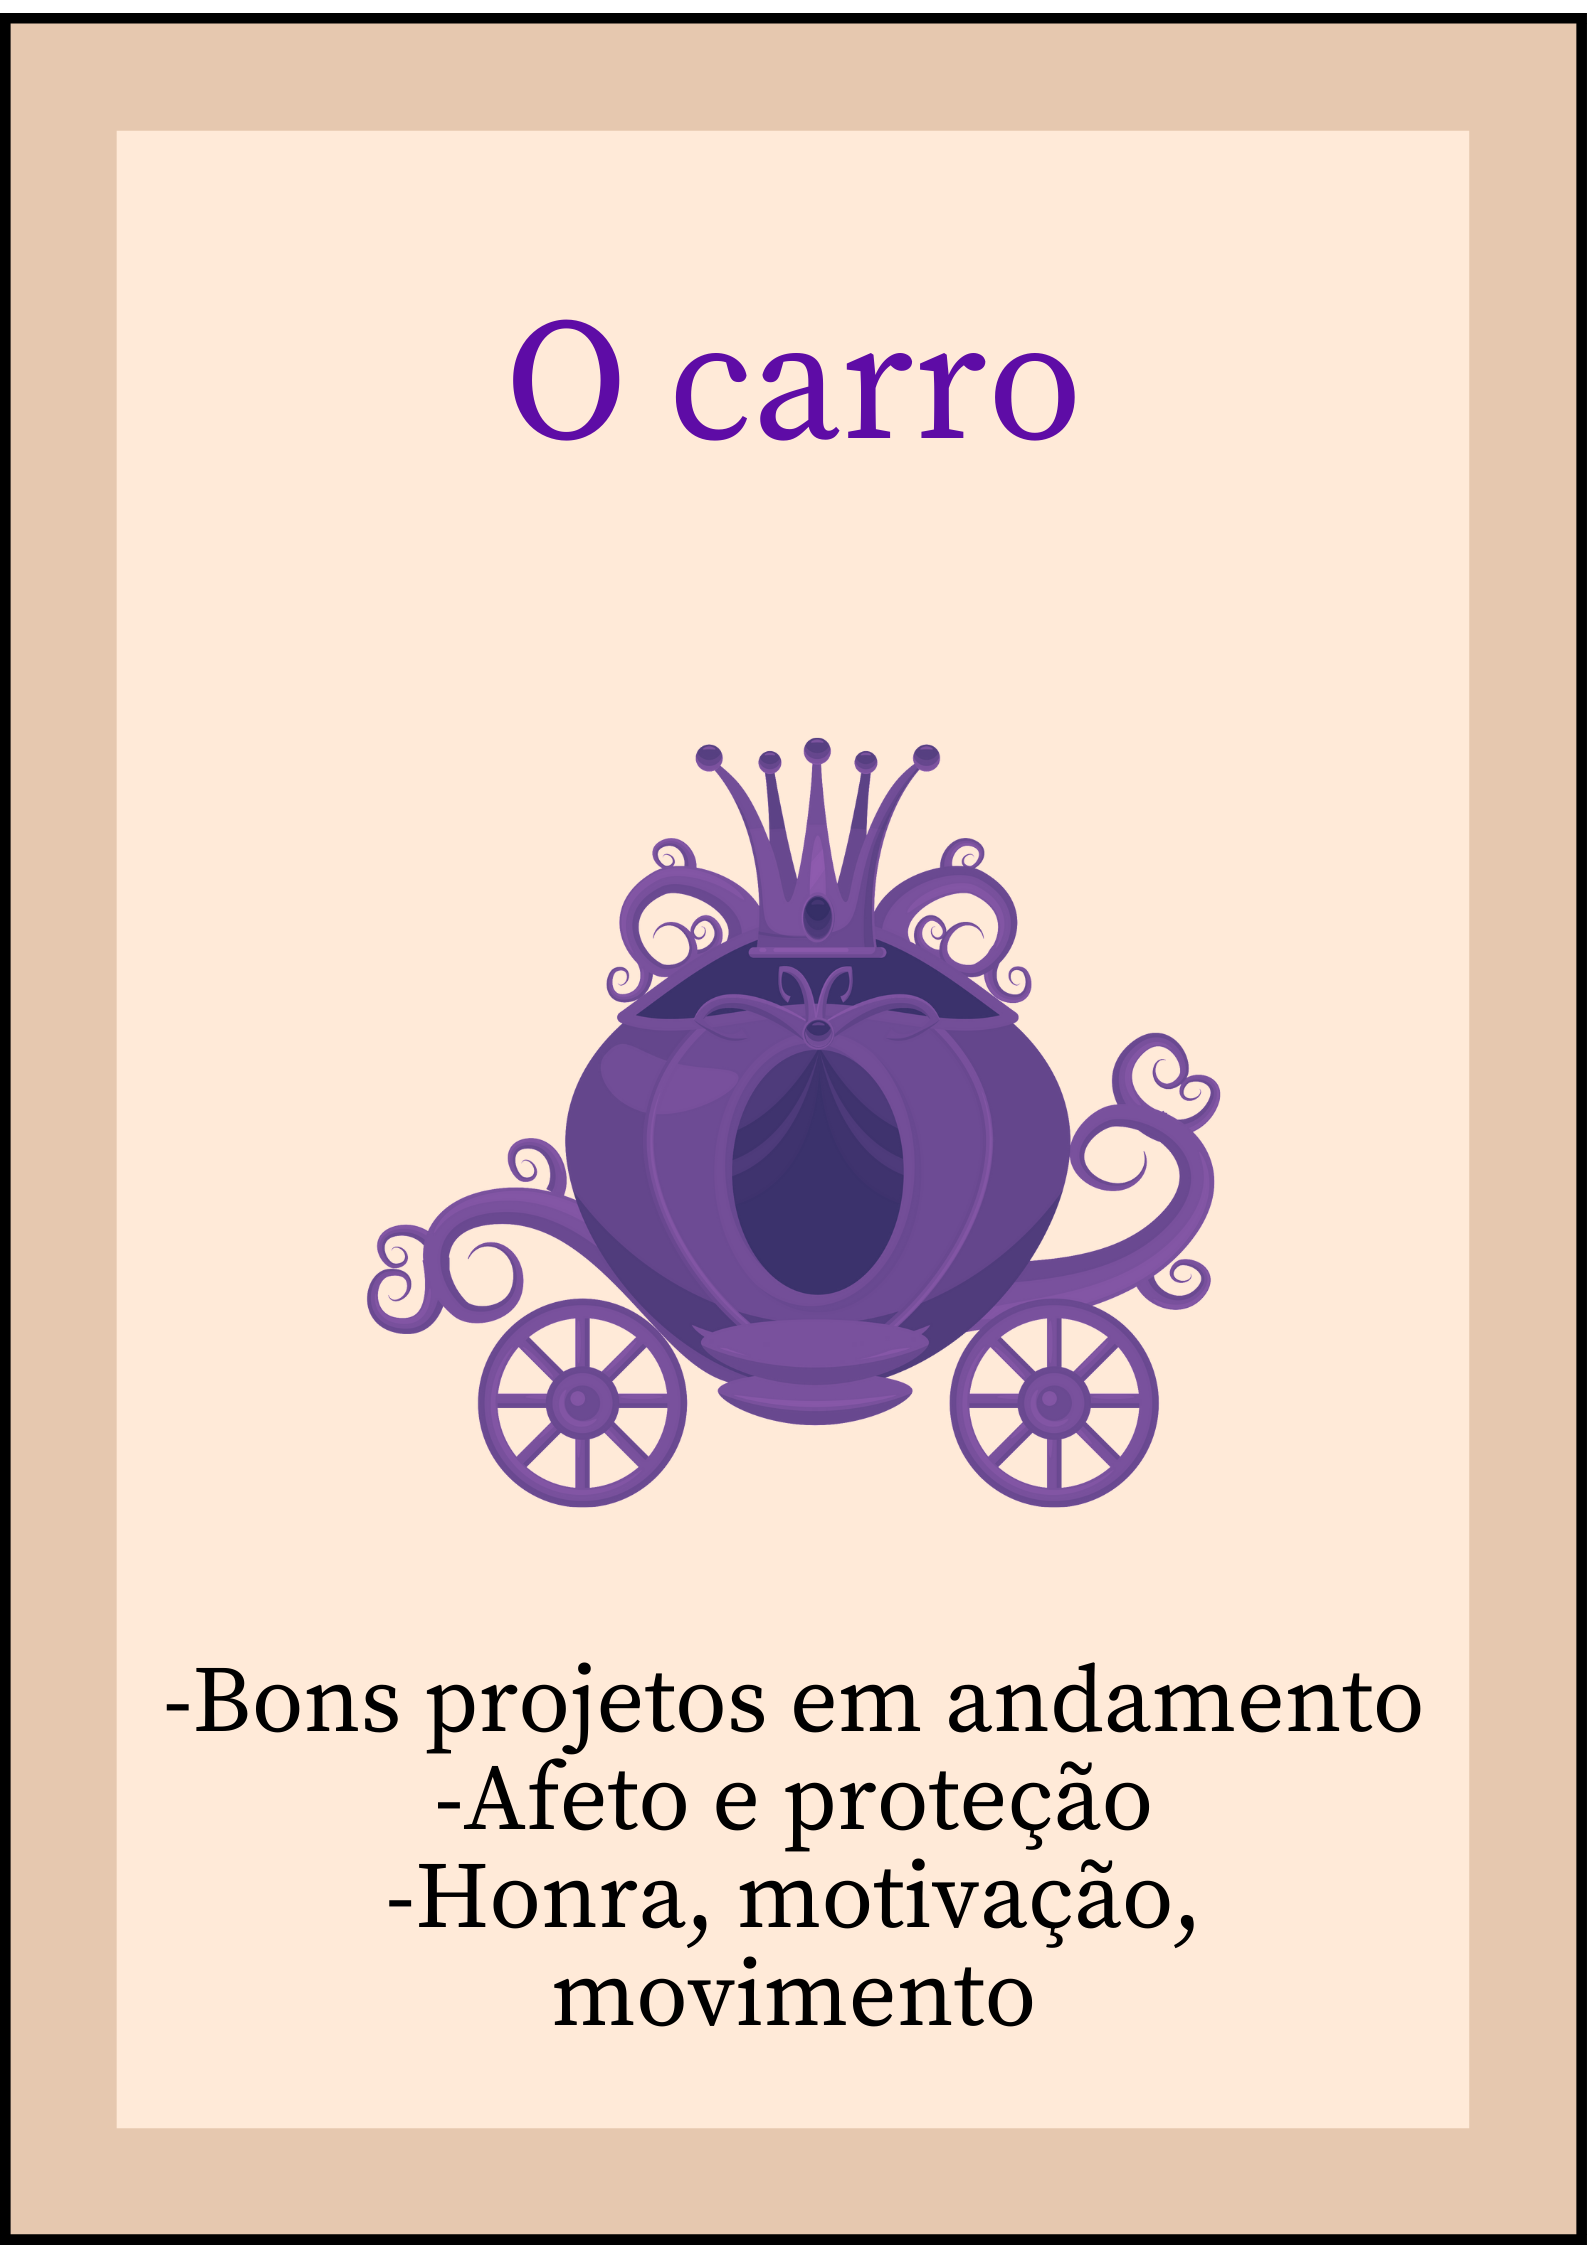 O carro
-Bons projetos em andamento
-Afeto e proteção
-Honra, motivação,
movimento